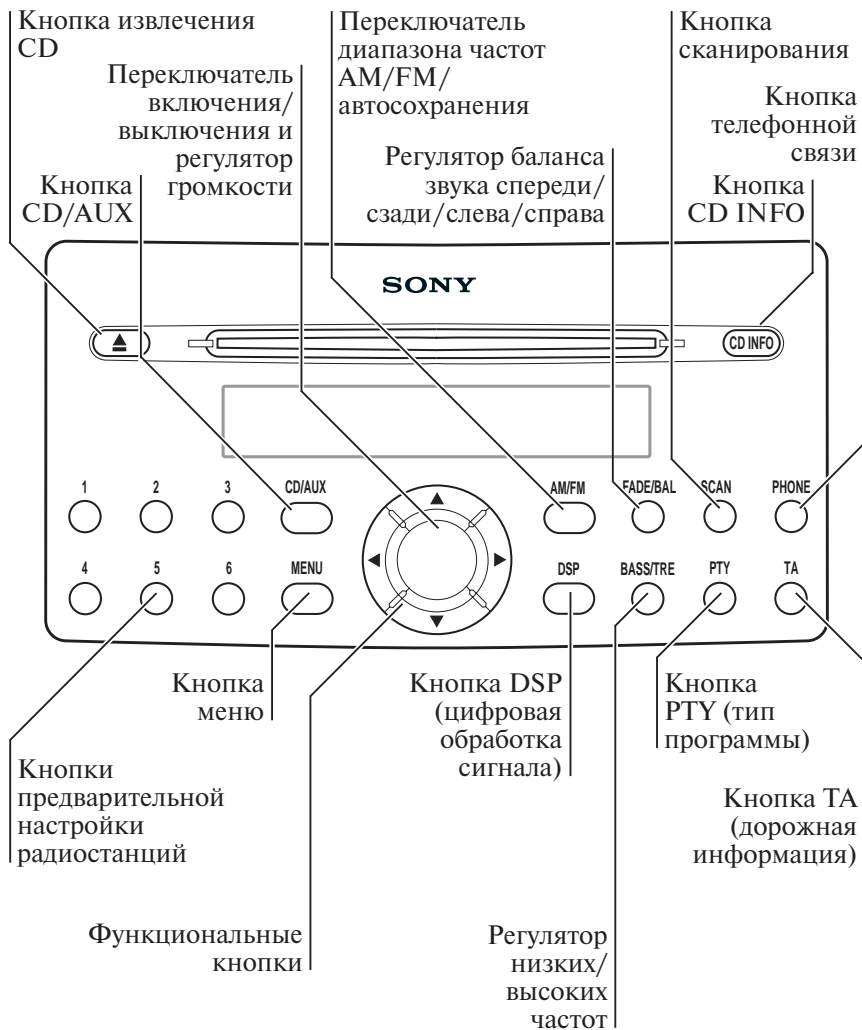 Кнопка извлечения
CD
Переключатель
включения/
выключения и
регулятор
громкости
Кнопка
CD/AUX
Переключатель
диапазона частот
AM/FM/
автосохранения
Регулятор баланса
звука спереди/
сзади/слева/справа
Кнопка
сканирования
Кнопка
телефонной
связи
Кнопка
CD INFO
SONY
CD INFO
1
2
3
CD/AUX
AM/FM
FADE/BAL
SCAN
PHONE
4
5
6
MENU
DSP
BASS/TRE
PTY
TA
Кнопка
меню
Кнопка DSP
(цифровая
обработка
сигнала)
Кнопка
PTY (тип
программы)
Кнопки
предварительной
настройки
радиостанций
Кнопка TA
(дорожная
информация)
Функциональные
кнопки
Регулятор
низких/
высоких
частот